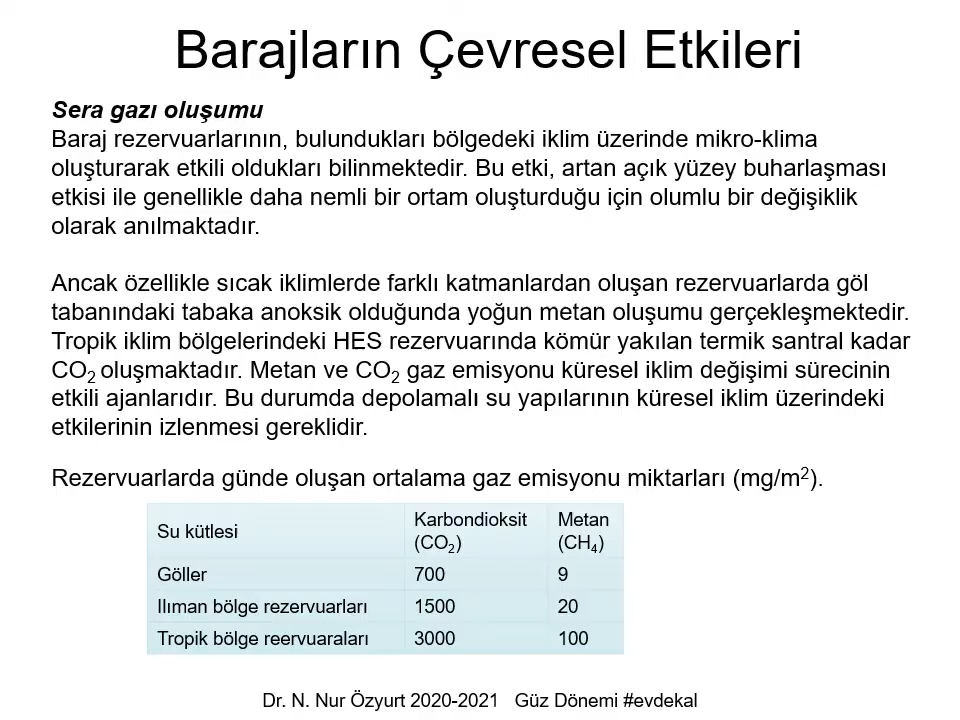 Barajların Çevresel Etkileri
Sera gazı oluşumu
Baraj rezervuarlarının, bulundukları bölgedeki iklim üzerinde mikro-klima
oluşturarak etkili oldukları bilinmektedir. Bu etki, artan açık yüzey buharlaşması
etkisi ile genellikle daha nemli bir ortam oluşturduğu için olumlu bir değişiklik
olarak anılmaktadır.
Ancak özellikle sıcak iklimlerde farklı katmanlardan oluşan rezervuarlarda göl
tabanındaki tabaka anoksik olduğunda yoğun metan oluşumu gerçekleşmektedir.
Tropik iklim bölgelerindeki HES rezervuarında kömür yakılan termik santral kadar
CO₂ oluşmaktadır. Metan ve CO₂ gaz emisyonu küresel iklim değişimi sürecinin
etkili ajanlarıdır. Bu durumda depolamalı su yapılarının küresel iklim üzerindeki
etkilerinin izlenmesi gereklidir.
Rezervuarlarda günde oluşan ortalama gaz emisyonu miktarları (mg/m²).
Su kütlesi Karbondioksit (CO₂) Metan (CH₄)
Göller 700 9
Ilıman bölge rezervuarları 1500 20
Tropik bölge reervuaraları 3000 100
Dr. N. Nur Özyurt 2020-2021 Güz Dönemi #evdekal